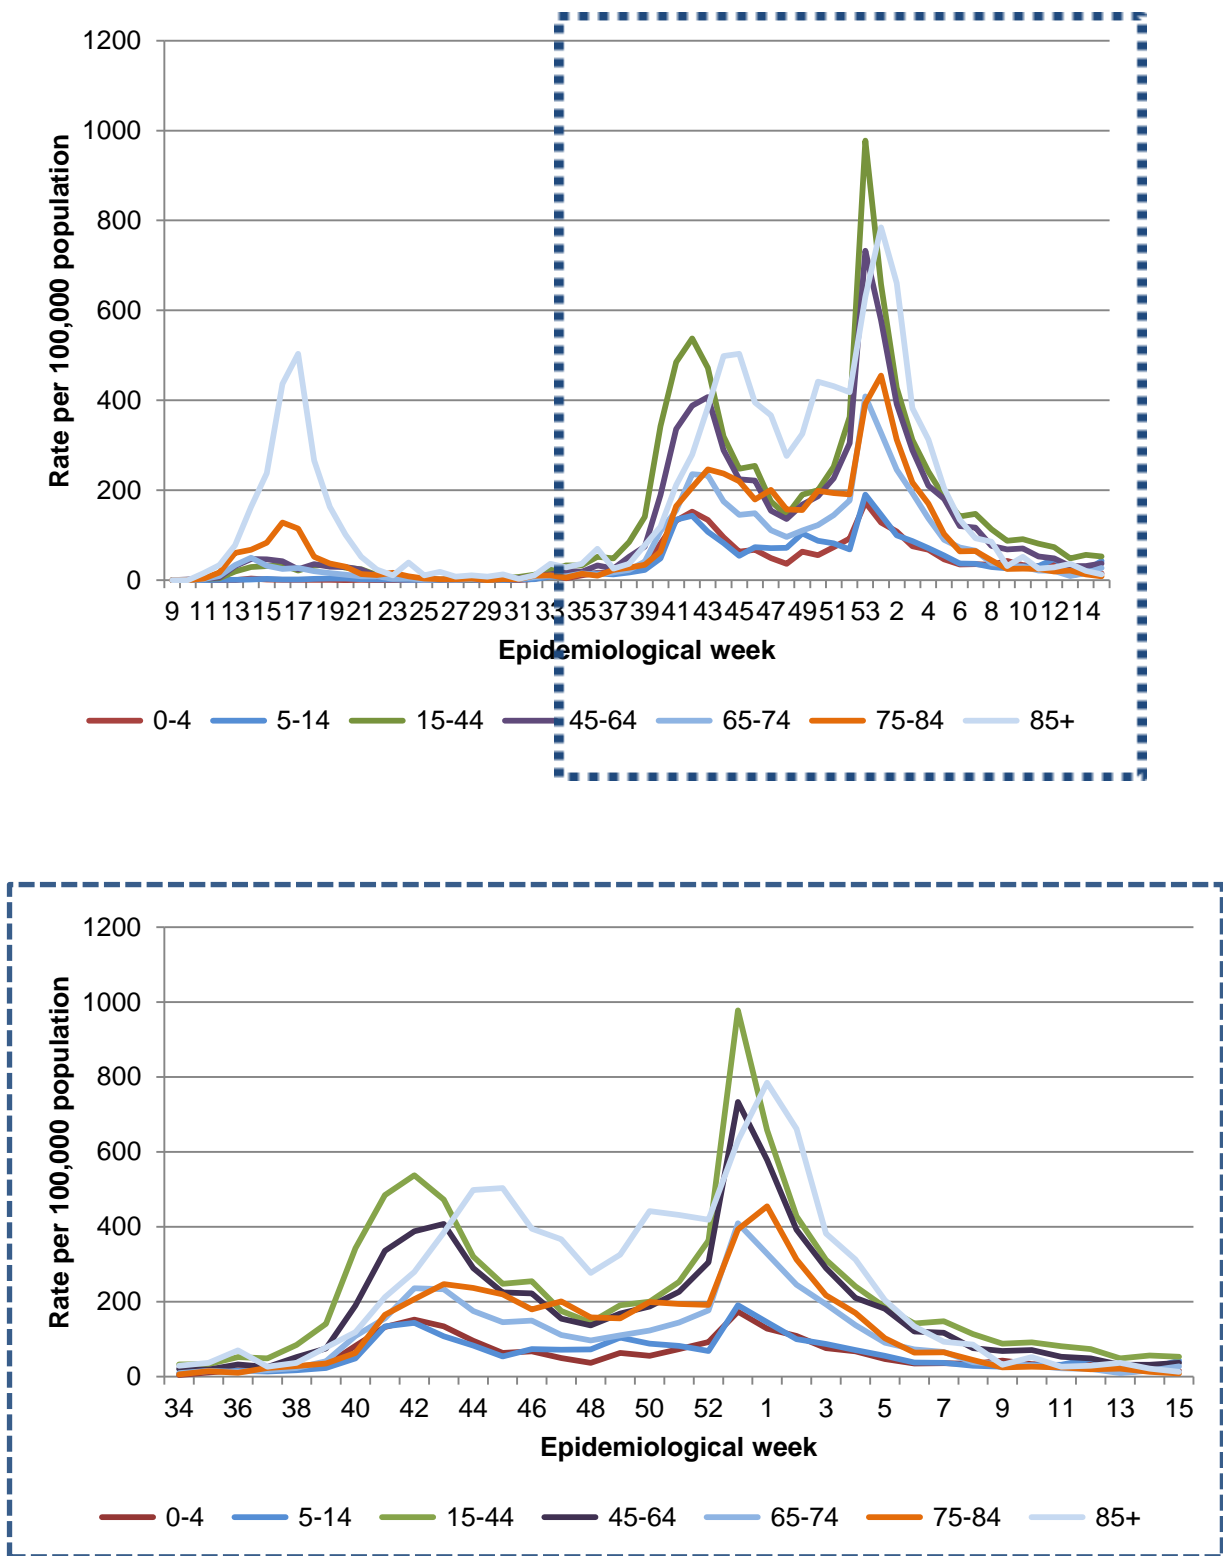 1200
1000
800
600
400
200
0
Rate per 100,000 population
9 11 13 15 17 19 21 23 25 27 29 31 33 35 37 39 41 43 45 47 49 51 53 2 4 6 8 10 12 14
Epidemiological week
0-4 5-14 15-44 45-64 65-74 75-84 85+
1200
1000
800
600
400
200
0
Rate per 100,000 population
34 36 38 40 42 44 46 48 50 52 1 3 5 7 9 11 13 15
Epidemiological week
0-4 5-14 15-44 45-64 65-74 75-84 85+